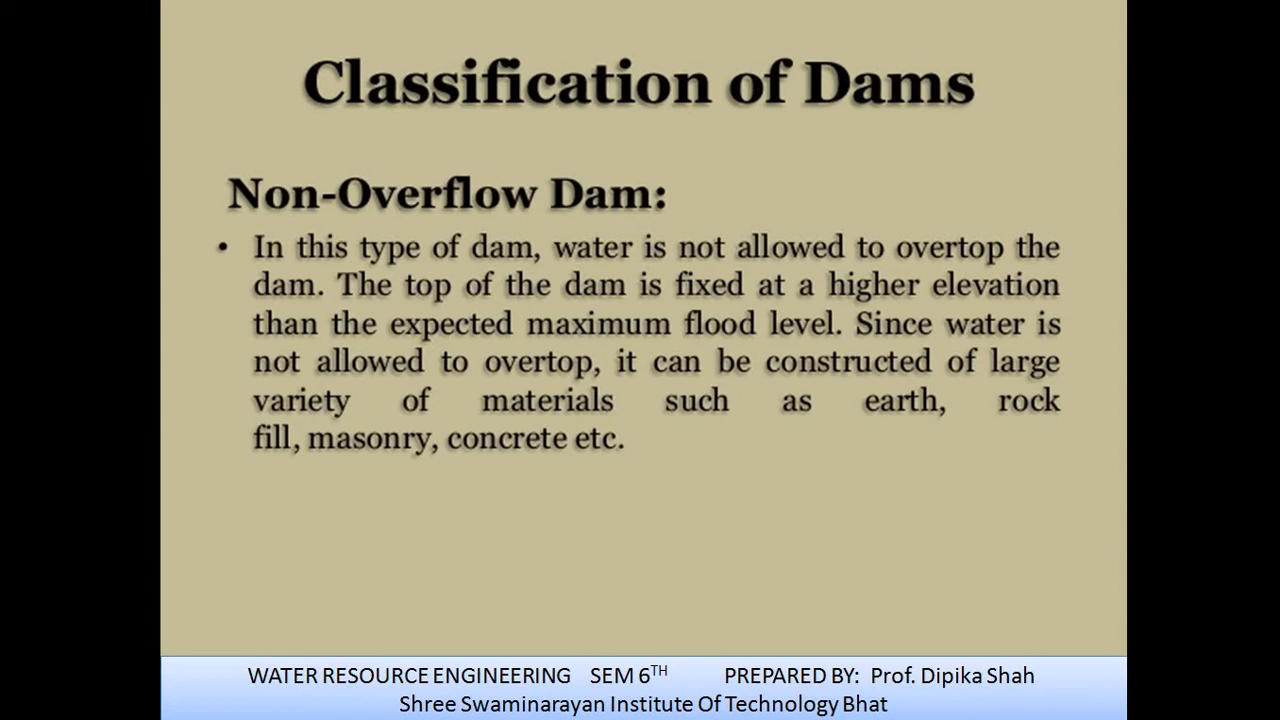 Classification of Dams
Non-Overflow Dam:
• In this type of dam, water is not allowed to overtop the
dam. The top of the dam is fixed at a higher elevation
than the expected maximum flood level. Since water is
not allowed to overtop, it can be constructed of large
variety of materials such as earth, rock
fill, masonry, concrete etc.
WATER RESOURCE ENGINEERING SEM 6TH PREPARED BY: Prof. Dipika Shah
Shree Swaminarayan Institute Of Technology Bhat